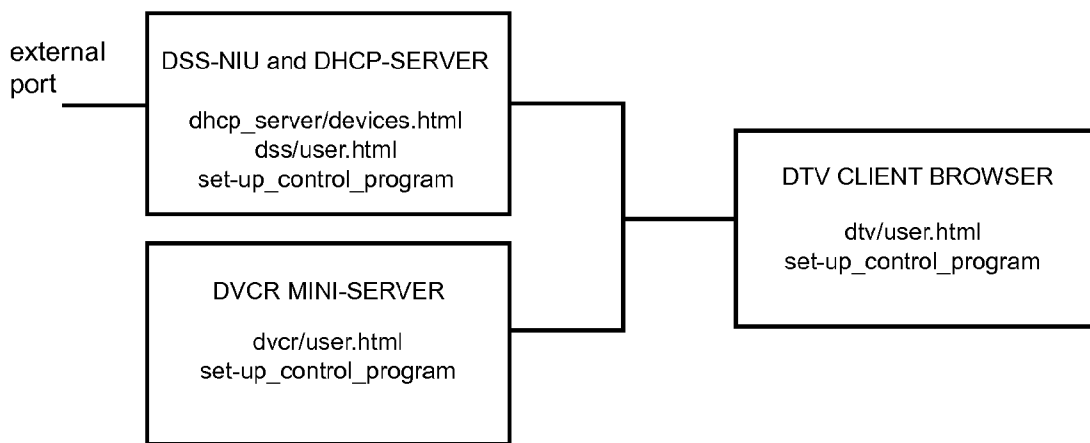 external
port
DSS-NIU and DHCP-SERVER
dhcp_server/devices.html
dss/user.html
set-up_control_program
DVCR MINI-SERVER
dvcr/user.html
set-up_control_program
DTV CLIENT BROWSER
dtv/user.html
set-up_control_program